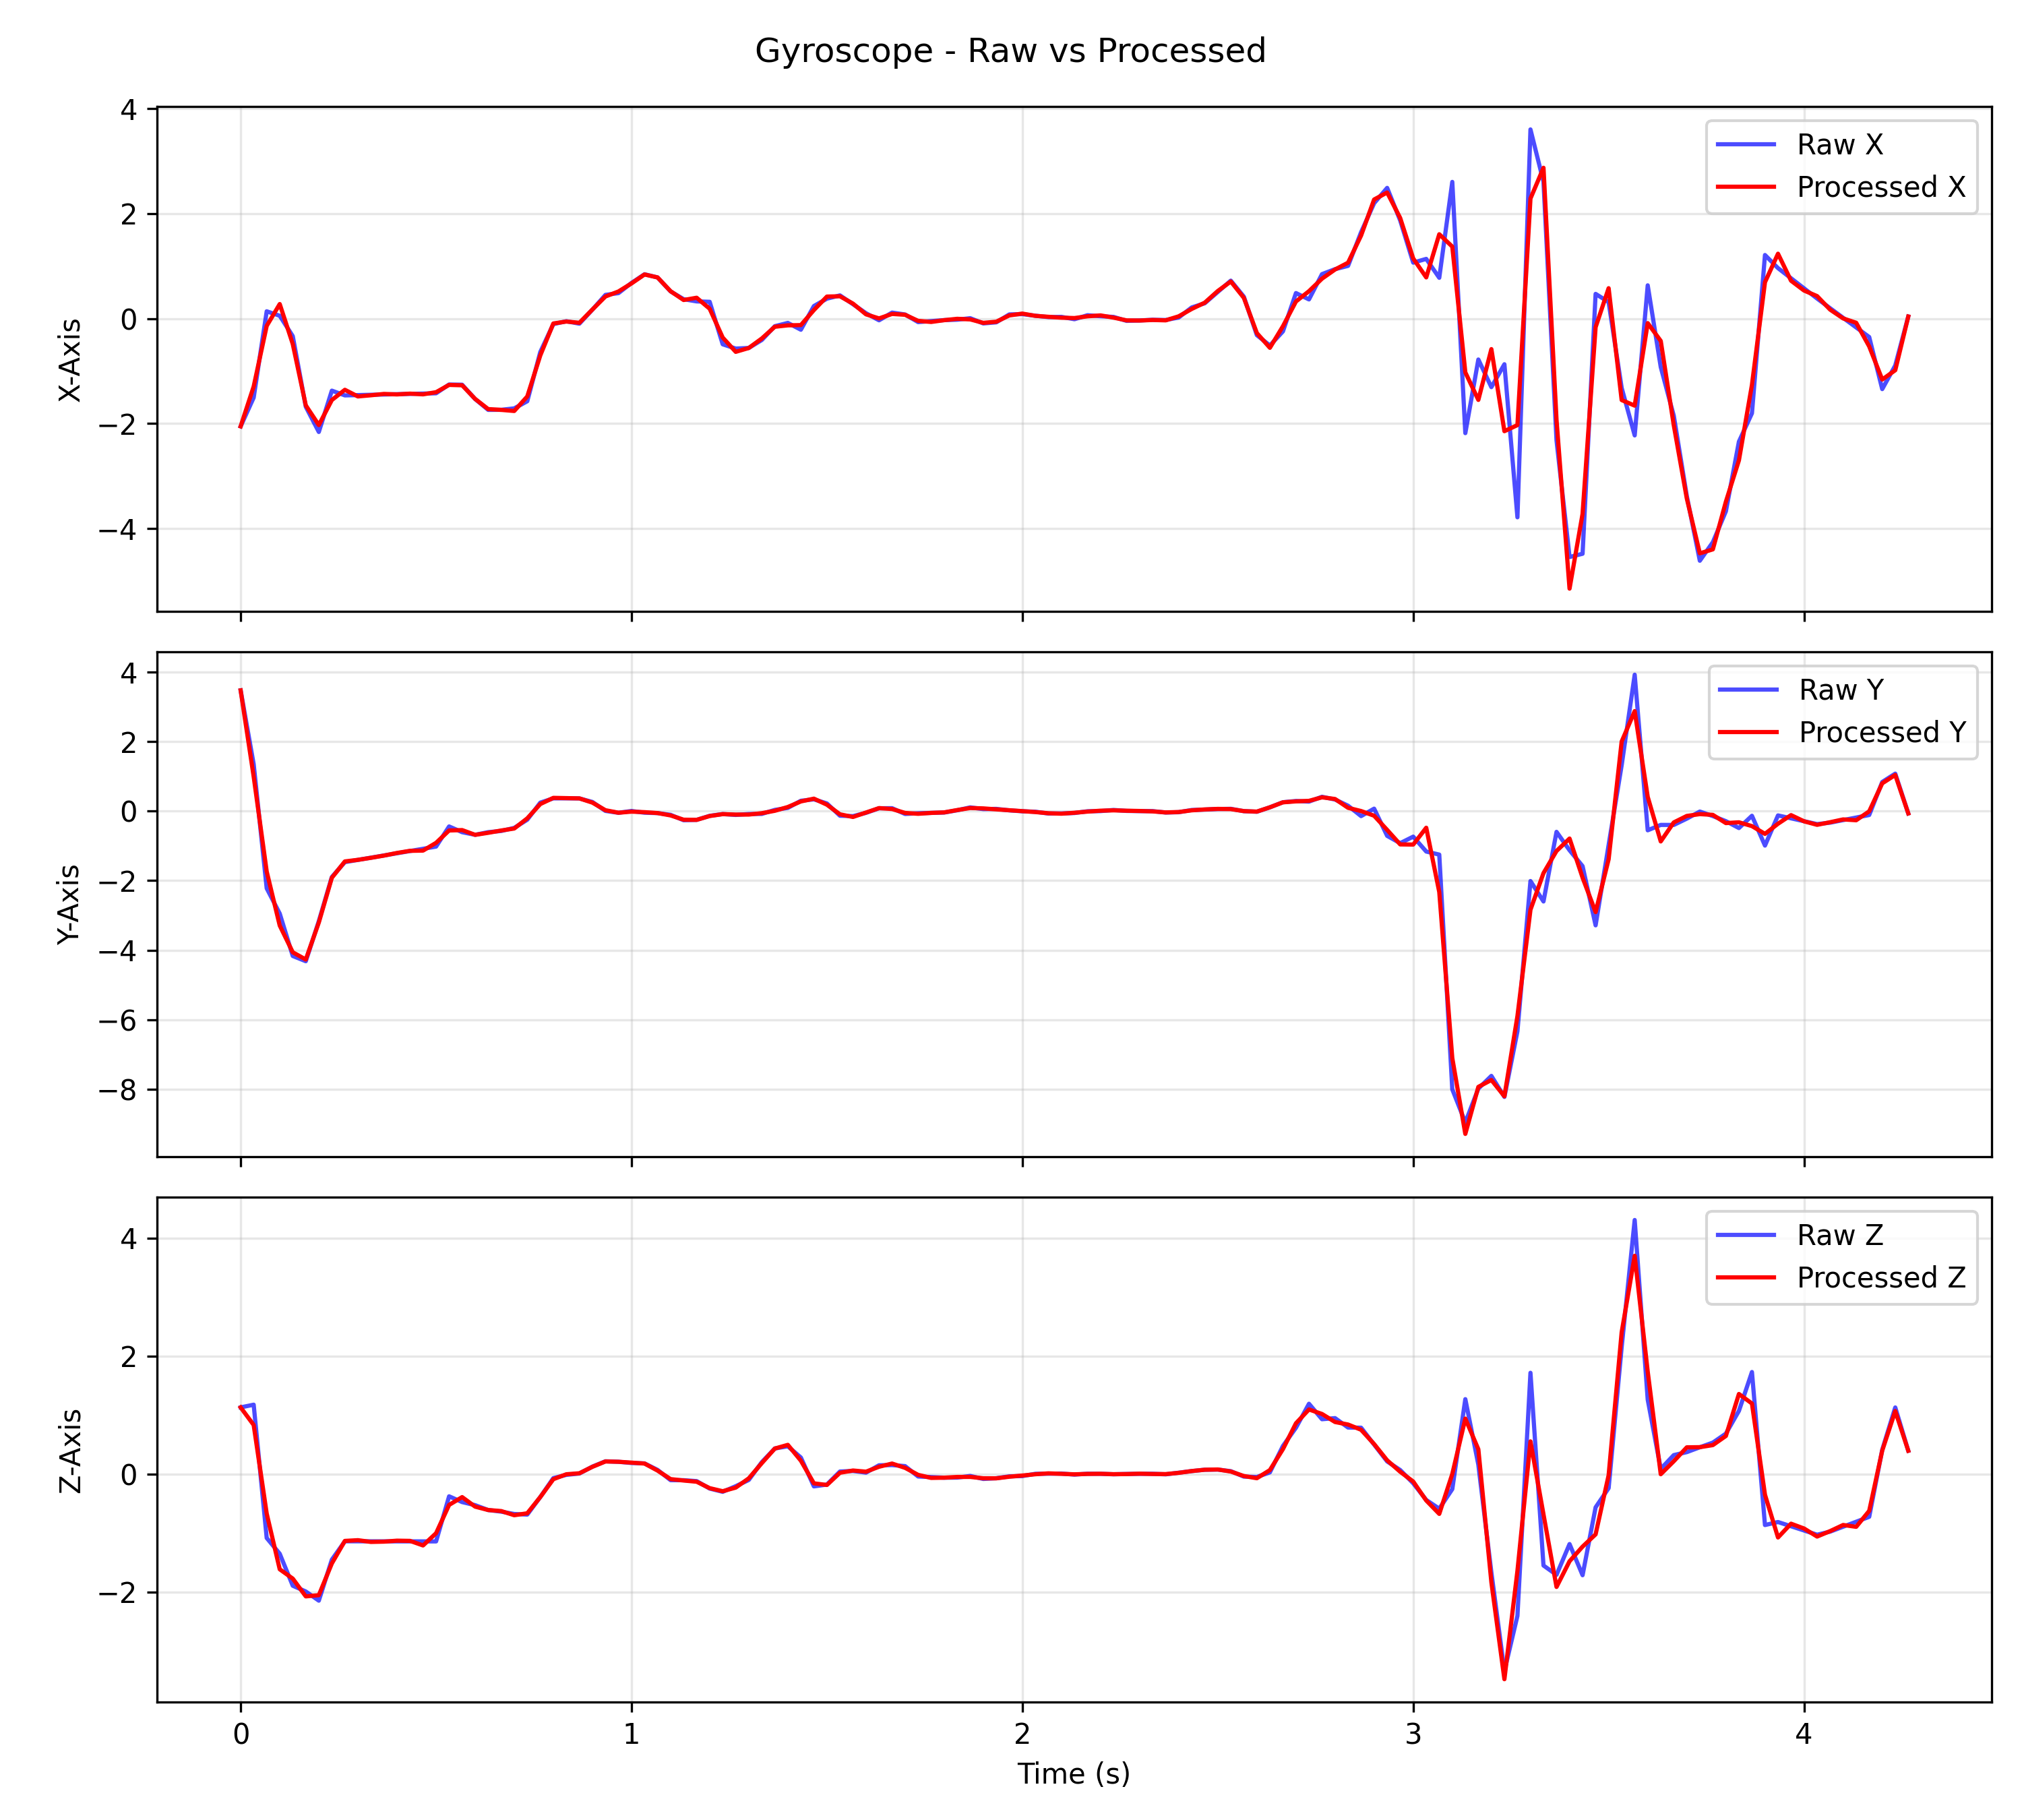 Gyroscope - Raw vs Processed
4
2
0
−2
−4
X-Axis
Raw X
Processed X
4
2
0
−2
−4
−6
−8
Y-Axis
Raw Y
Processed Y
4
2
0
−2
Z-Axis
Raw Z
Processed Z
0 1 2 3 4
Time (s)